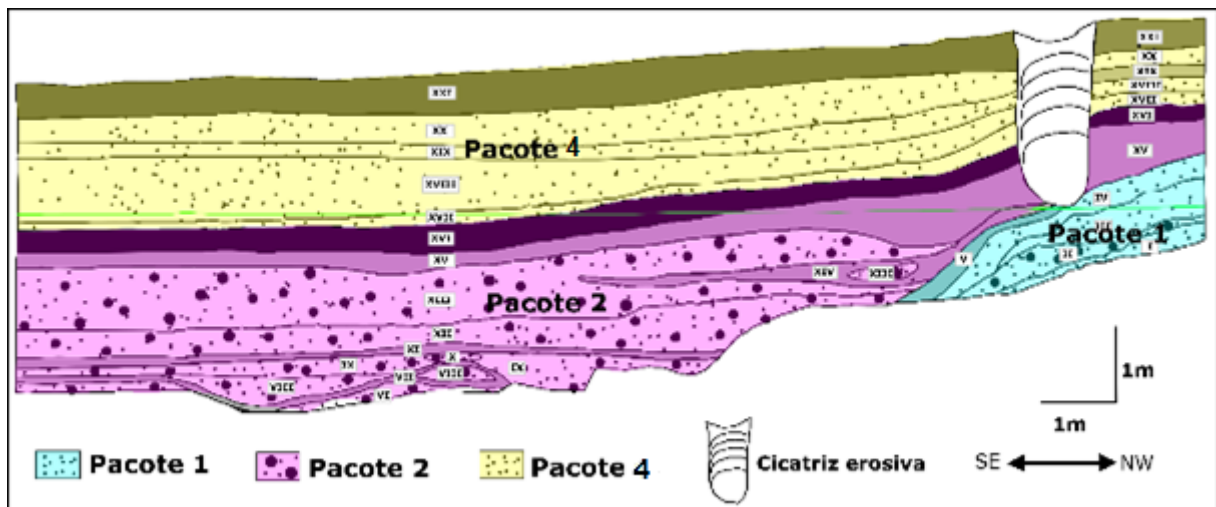 XXI
XXI
XX
XIX
XVIII
XVII
XVI
XX
XIX
Pacote 4
XVIII
XVII
XVI
XV
XV
IV
Pacote 1
II
I
V
XIV
XIII
Pacote 2
XII
XI
X
IX
VIII
VII
VIII
VI
1m
1m
Pacote 1
Pacote 2
Pacote 4
Cicatriz erosiva
SE
NW